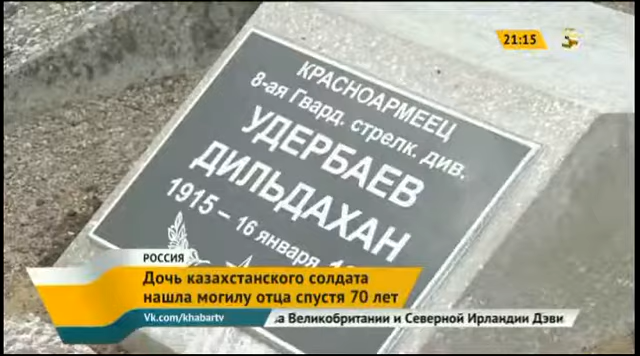 21:15
КРАСНОАРМЕЕЦ
8-ая Гвард. стрелк. див.
УДЕРБАЕВ
ДИЛЬДАХАН
1915 – 16 января
РОССИЯ
Дочь казахстанского солдата
нашла могилу отца спустя 70 лет
Vk.com/khabartv
Великобритании и Северной Ирландии Дэви